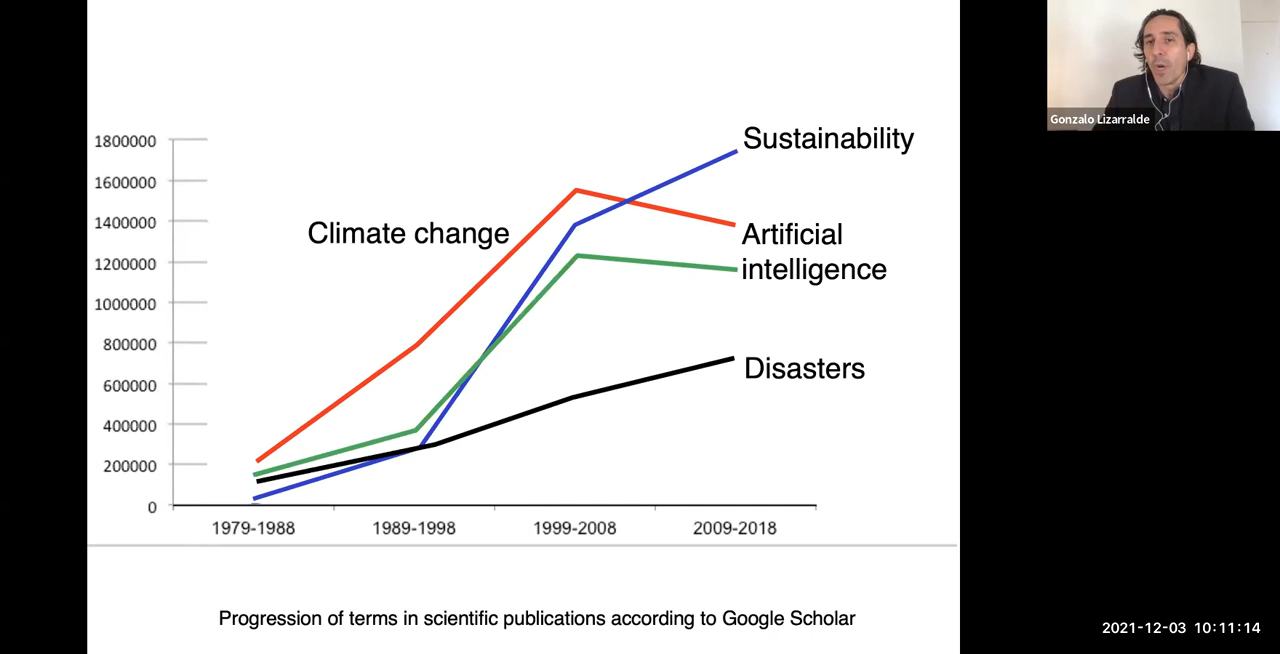 Gonzalo Lizarralde
Sustainability
1800000
1600000
Climate change
1400000
Artificial
intelligence
1200000
1000000
800000
Disasters
600000
400000
200000
0
1979-1988 1989-1998 1999-2008 2009-2018
Progression of terms in scientific publications according to Google Scholar
2021-12-03 10:11:14